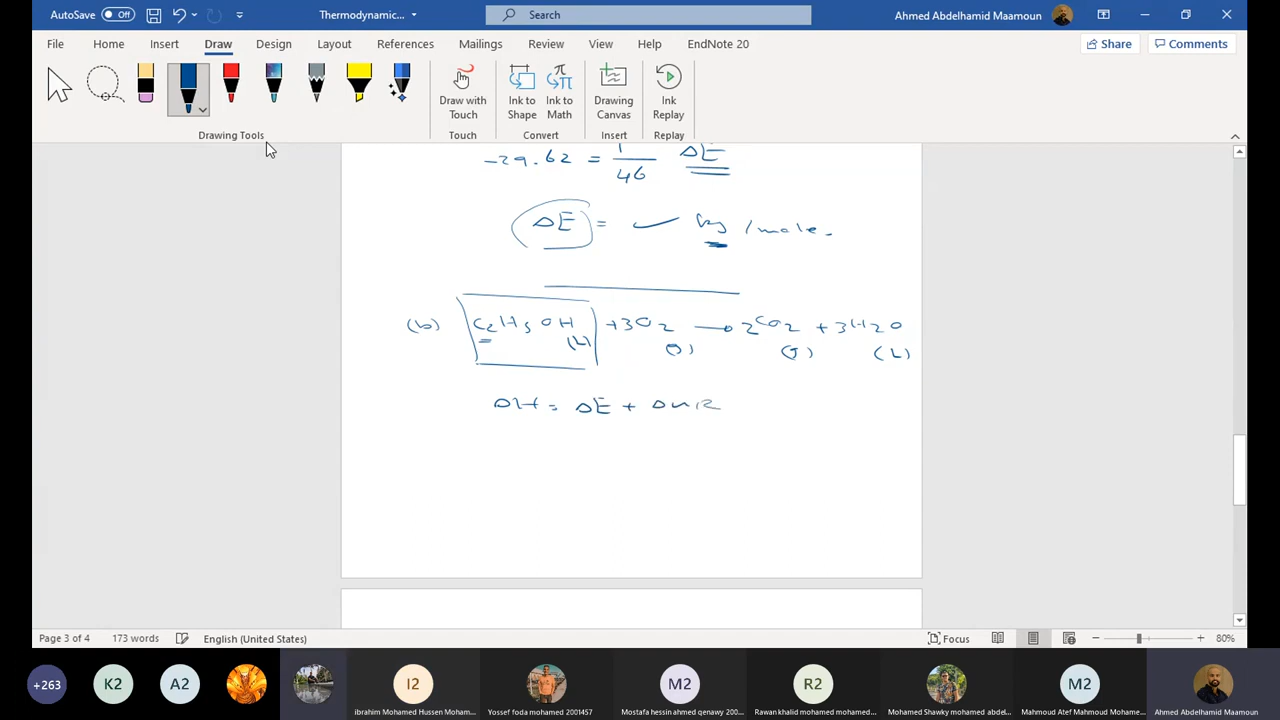 AutoSave Off Thermodynamic... Search Ahmed Abdelhamid Maamoun
File Home Insert Draw Design Layout References Mailings Review View Help EndNote 20 Share Comments
Draw with Touch Ink to Shape Ink to Math Drawing Canvas Ink Replay
Drawing Tools Touch Convert Insert Replay
-29.62 = 1/46 ΔE
ΔE = ✓ /mole.
(b) C2H5OH (L) + 3O2 (g) → 2CO2 (g) + 3H2O (L)
ΔH = ΔE + ΔnR
Page 3 of 4 173 words English (United States) Focus 80%
+263 K2 A2 I2 M2 R2 M2
ibrahim Mohamed Hussen Moham... Yossef foda mohamed 2001457 Mostafa hessin ahmed qenawy 200... Rawan khalid mohamed mohamed... Mohamed Shawky mohamed abdel... Mahmoud Atef Mahmoud Mohame... Ahmed Abdelhamid Maamoun